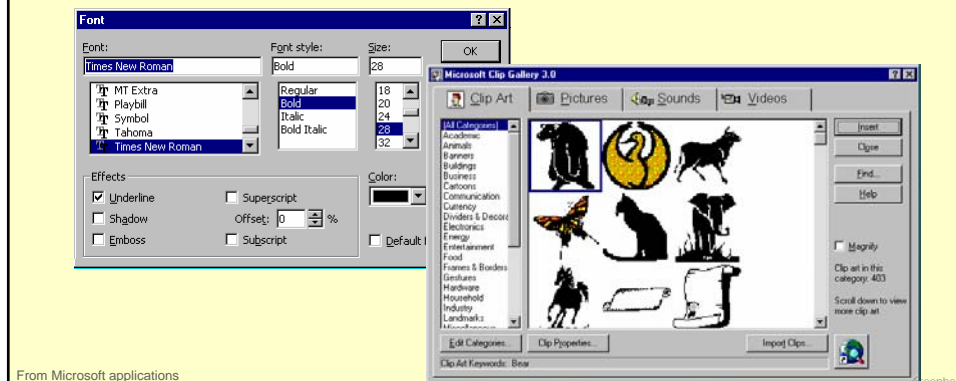 Font
Font:
Times New Roman
MT Extra
Playbill
Symbol
Tahoma
Times New Roman
Font style:
Bold
Regular
Bold
Italic
Bold Italic
Size:
28
18
20
24
28
32
OK
Effects
Underline
Shadow
Emboss
Superscript
Offset: 0 %
Subscript
Color:
Default
Microsoft Clip Gallery 3.0
Clip Art
Pictures
Sounds
Videos
[All Categories]
Academic
Animals
Banners
Buildings
Business
Cartoons
Communication
Currency
Dividers & Decora
Electronics
Energy
Entertainment
Food
Frames & Borders
Gestures
Hardware
Household
Industry
Landmarks
Insert
Close
Find...
Help
Magnify
Clip art in this
category: 403
Scroll down to view
more clip art
Edit Categories...
Clip Properties...
Import Clips...
Clip Art Keywords: Bear
From Microsoft applications